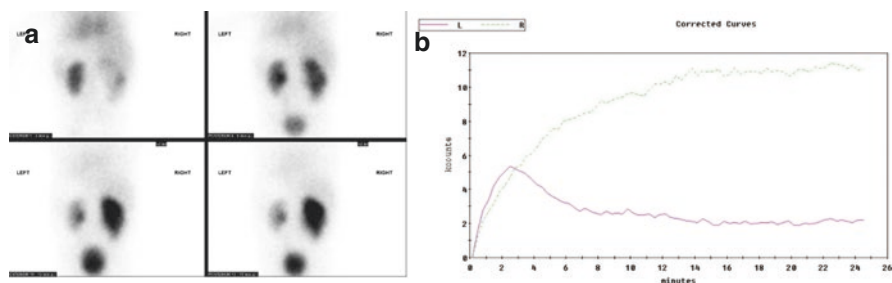 a
LEFT RIGHT
LEFT RIGHT
LEFT RIGHT
LEFT RIGHT
b
L R
Corrected Curves
kcounts
12
10
8
6
4
2
0
0 2 4 6 8 10 12 14 16 18 20 22 24 26
minutes